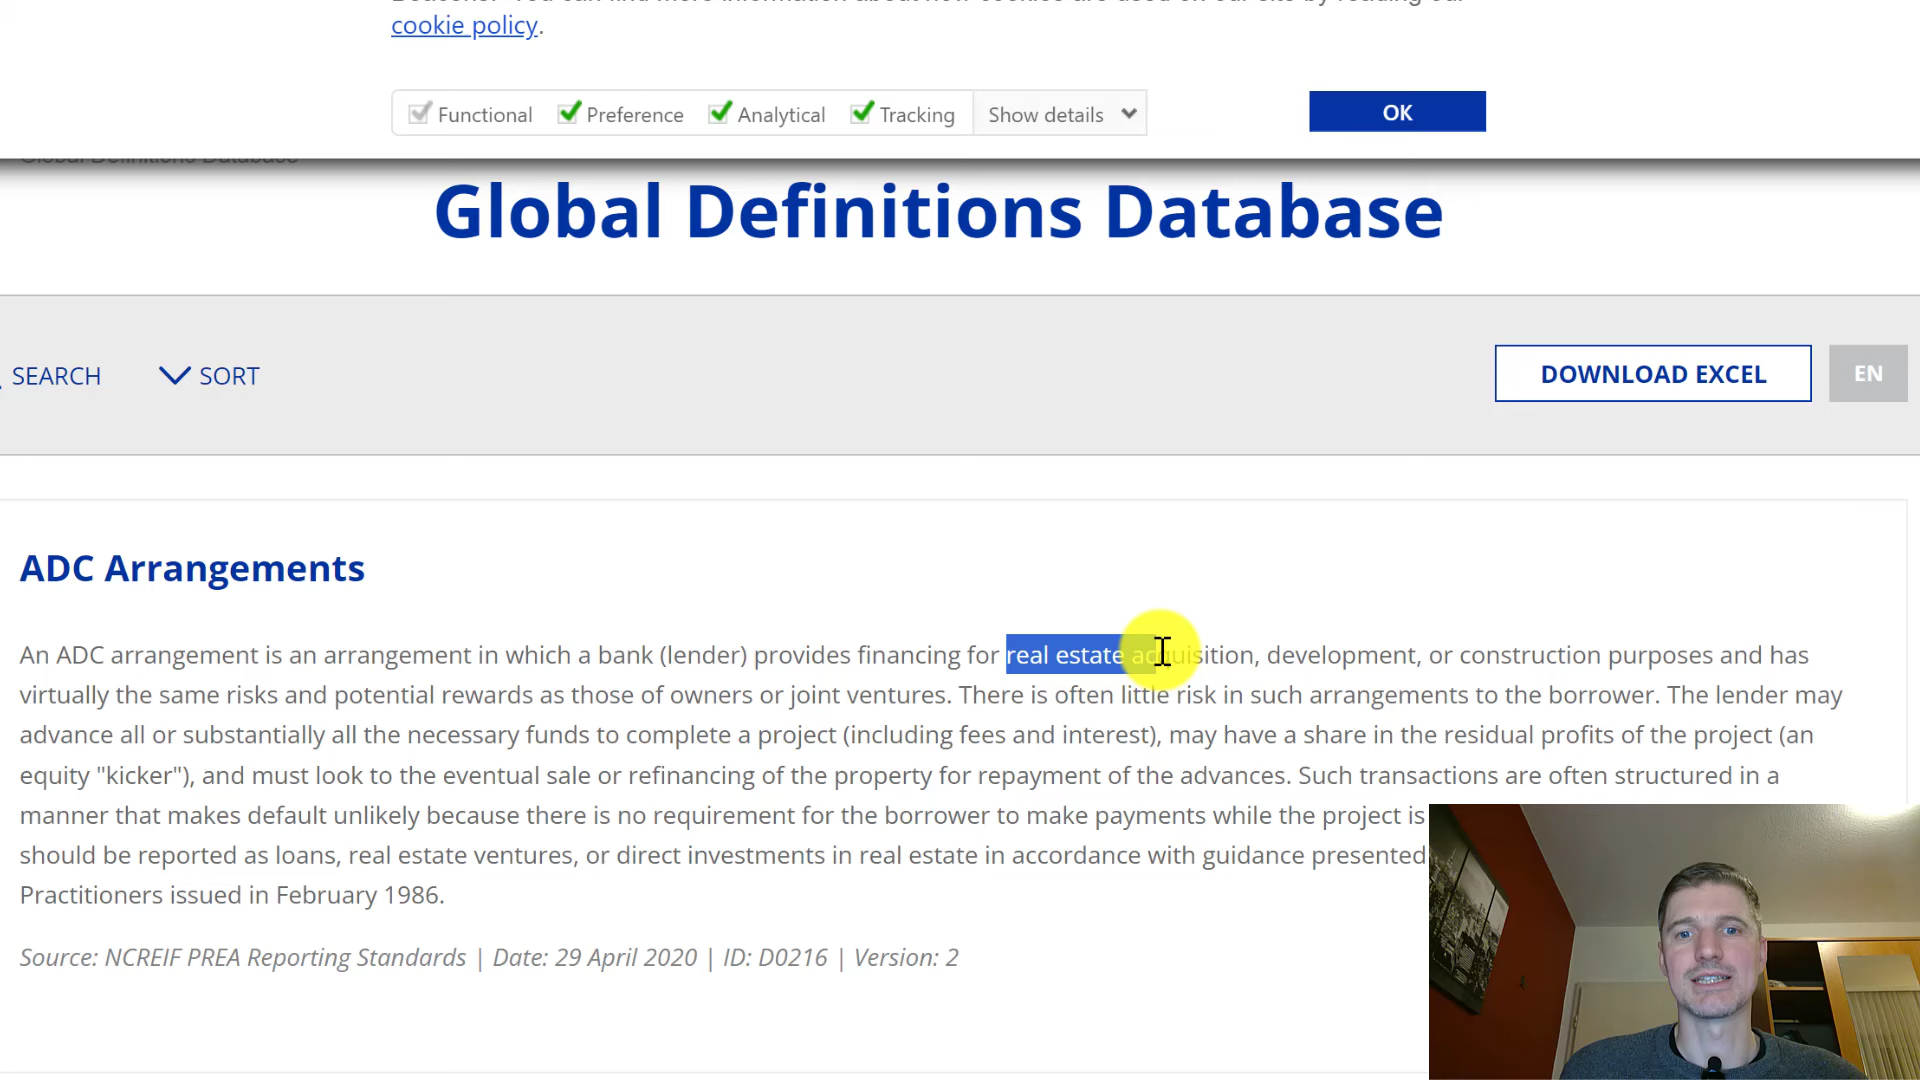 cookie policy.
Functional Preference Analytical Tracking Show details OK
Global Definitions Database
Global Definitions Database
SEARCH SORT DOWNLOAD EXCEL EN
ADC Arrangements
An ADC arrangement is an arrangement in which a bank (lender) provides financing for real estate acquisition, development, or construction purposes and has
virtually the same risks and potential rewards as those of owners or joint ventures. There is often little risk in such arrangements to the borrower. The lender may
advance all or substantially all the necessary funds to complete a project (including fees and interest), may have a share in the residual profits of the project (an
equity "kicker"), and must look to the eventual sale or refinancing of the property for repayment of the advances. Such transactions are often structured in a
manner that makes default unlikely because there is no requirement for the borrower to make payments while the project is
should be reported as loans, real estate ventures, or direct investments in real estate in accordance with guidance presented
Practitioners issued in February 1986.
Source: NCREIF PREA Reporting Standards | Date: 29 April 2020 | ID: D0216 | Version: 2